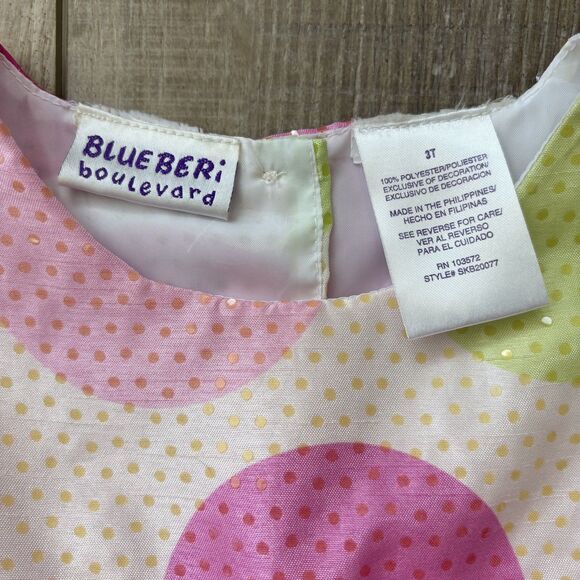 BLUEBERi
boulevard
3T
100% POLYESTER/POLIESTER
EXCLUSIVE OF DECORATION/
EXCLUSIVO DE DECORACION
MADE IN THE PHILIPPINES/
HECHO EN FILIPINAS
SEE REVERSE FOR CARE/
VER AL REVERSO
PARA EL CUIDADO
RN 103572
STYLE# SKB20077